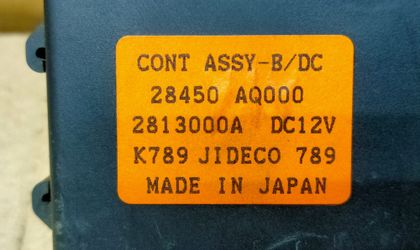 CONT ASSY-B/DC
28450 AQ000
2813000A DC12V
K789 JIDECO 789
MADE IN JAPAN